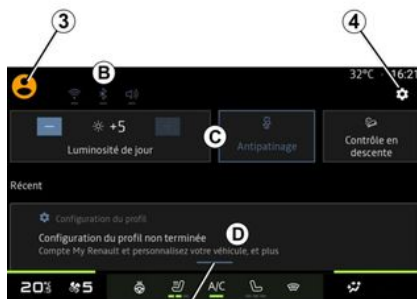 3
4
B
32°C
16:21
+5
Luminosité de jour
C
Antipatinage
Contrôle en
descente
Récent
Configuration du profil
Configuration du profil non terminée
D
Compte My Renault et personnalisez votre véhicule, et plus
5
A/C